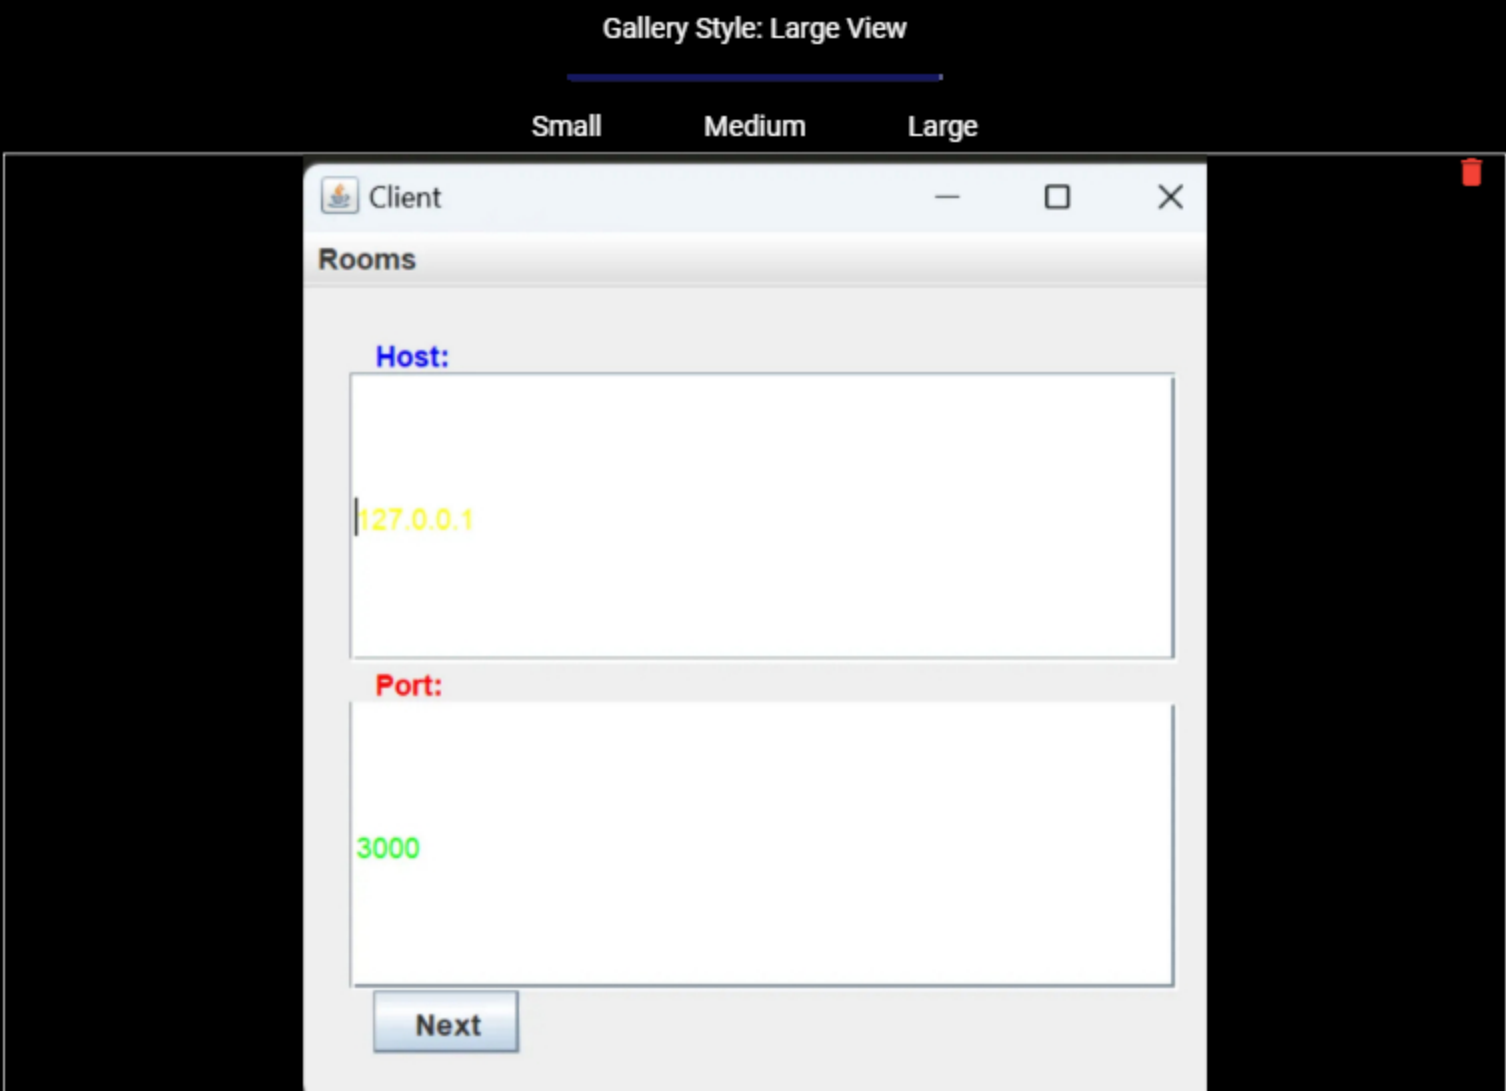 Gallery Style: Large View
Small Medium Large
Client
Rooms
Host:
127.0.0.1
Port:
3000
Next